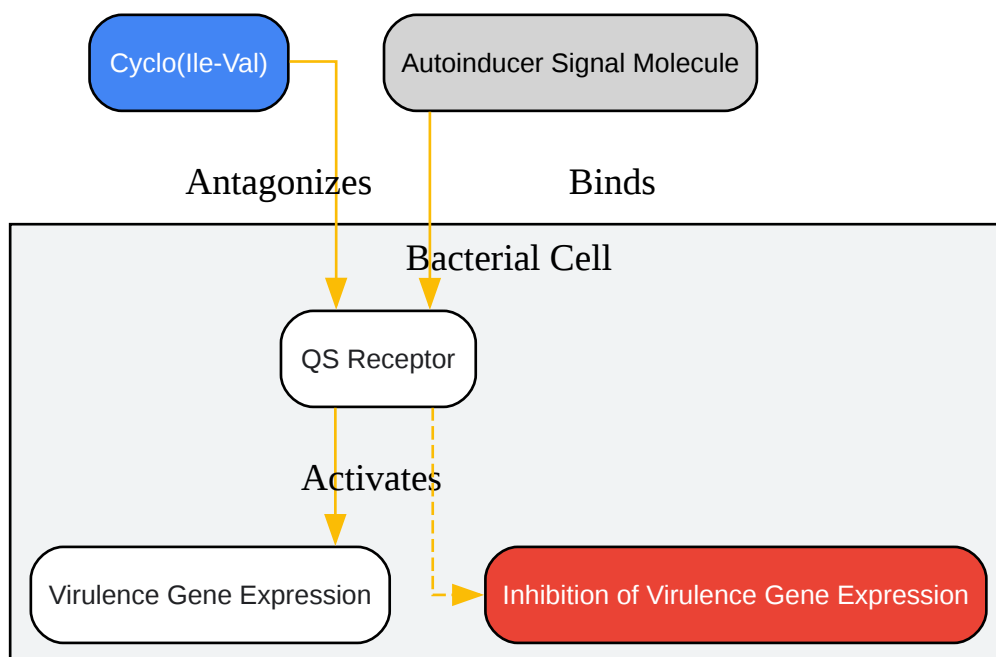 Cyclo(Ile-Val)
Autoinducer Signal Molecule
Antagonizes
Binds
Bacterial Cell
QS Receptor
Activates
Virulence Gene Expression
Inhibition of Virulence Gene Expression